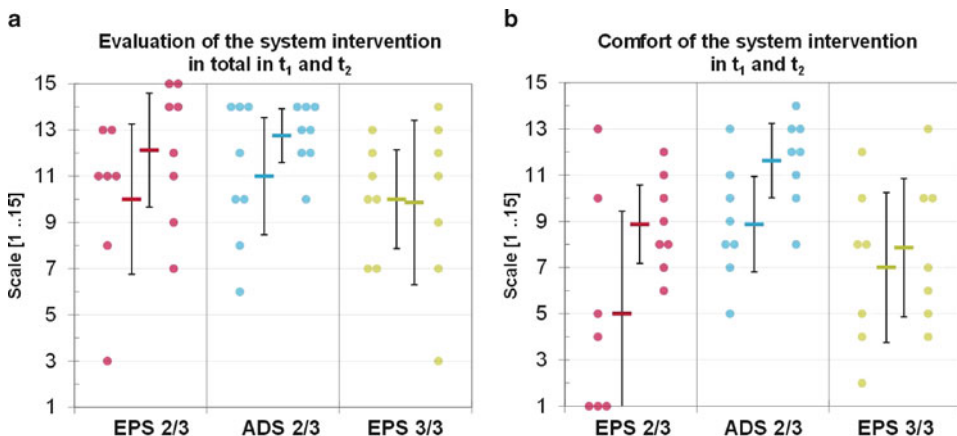 a
Evaluation of the system intervention
in total in t1 and t2
Scale [1 ..15]
15
13
11
9
7
5
3
1
EPS 2/3 ADS 2/3 EPS 3/3
b
Comfort of the system intervention
in t1 and t2
Scale [1 ..15]
15
13
11
9
7
5
3
1
EPS 2/3 ADS 2/3 EPS 3/3